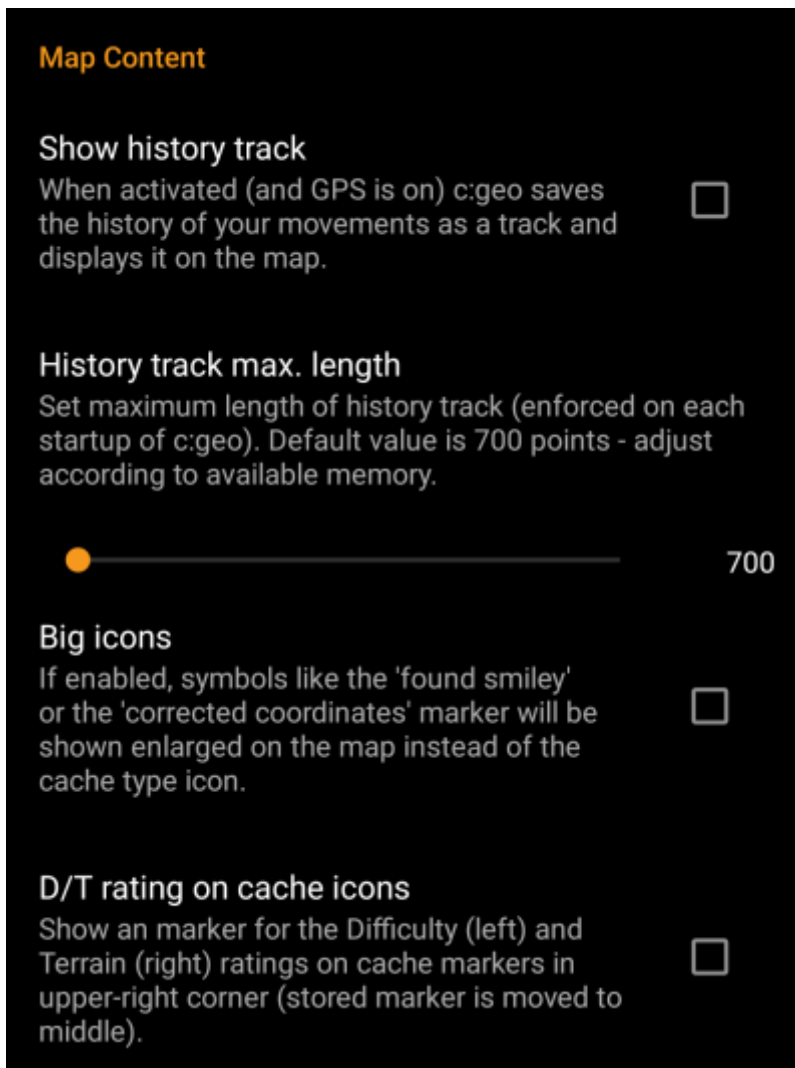 Map Content
Show history track
When activated (and GPS is on) c:geo saves
the history of your movements as a track and
displays it on the map.
History track max. length
Set maximum length of history track (enforced on each
startup of c:geo). Default value is 700 points - adjust
according to available memory.
700
Big icons
If enabled, symbols like the 'found smiley'
or the 'corrected coordinates' marker will be
shown enlarged on the map instead of the
cache type icon.
D/T rating on cache icons
Show an marker for the Difficulty (left) and
Terrain (right) ratings on cache markers in
upper-right corner (stored marker is moved to
middle).